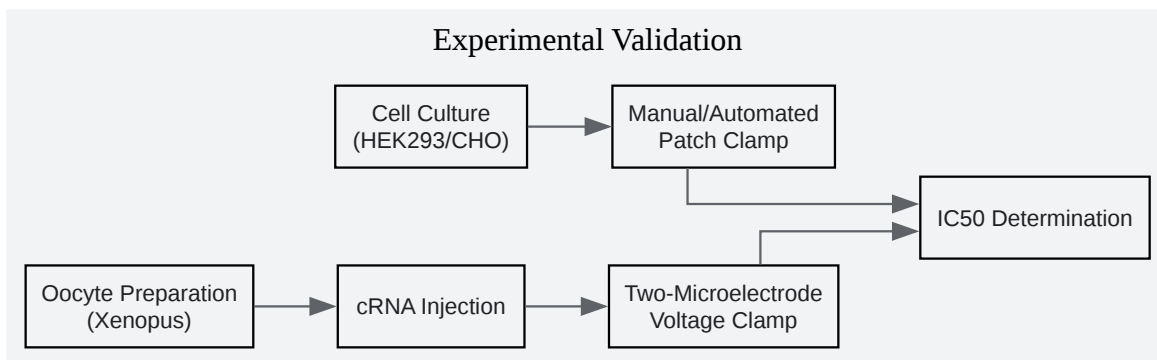 Experimental Validation
Cell Culture
(HEK293/CHO)
Manual/Automated
Patch Clamp
IC50 Determination
Oocyte Preparation
(Xenopus)
cRNA Injection
Two-Microelectrode
Voltage Clamp